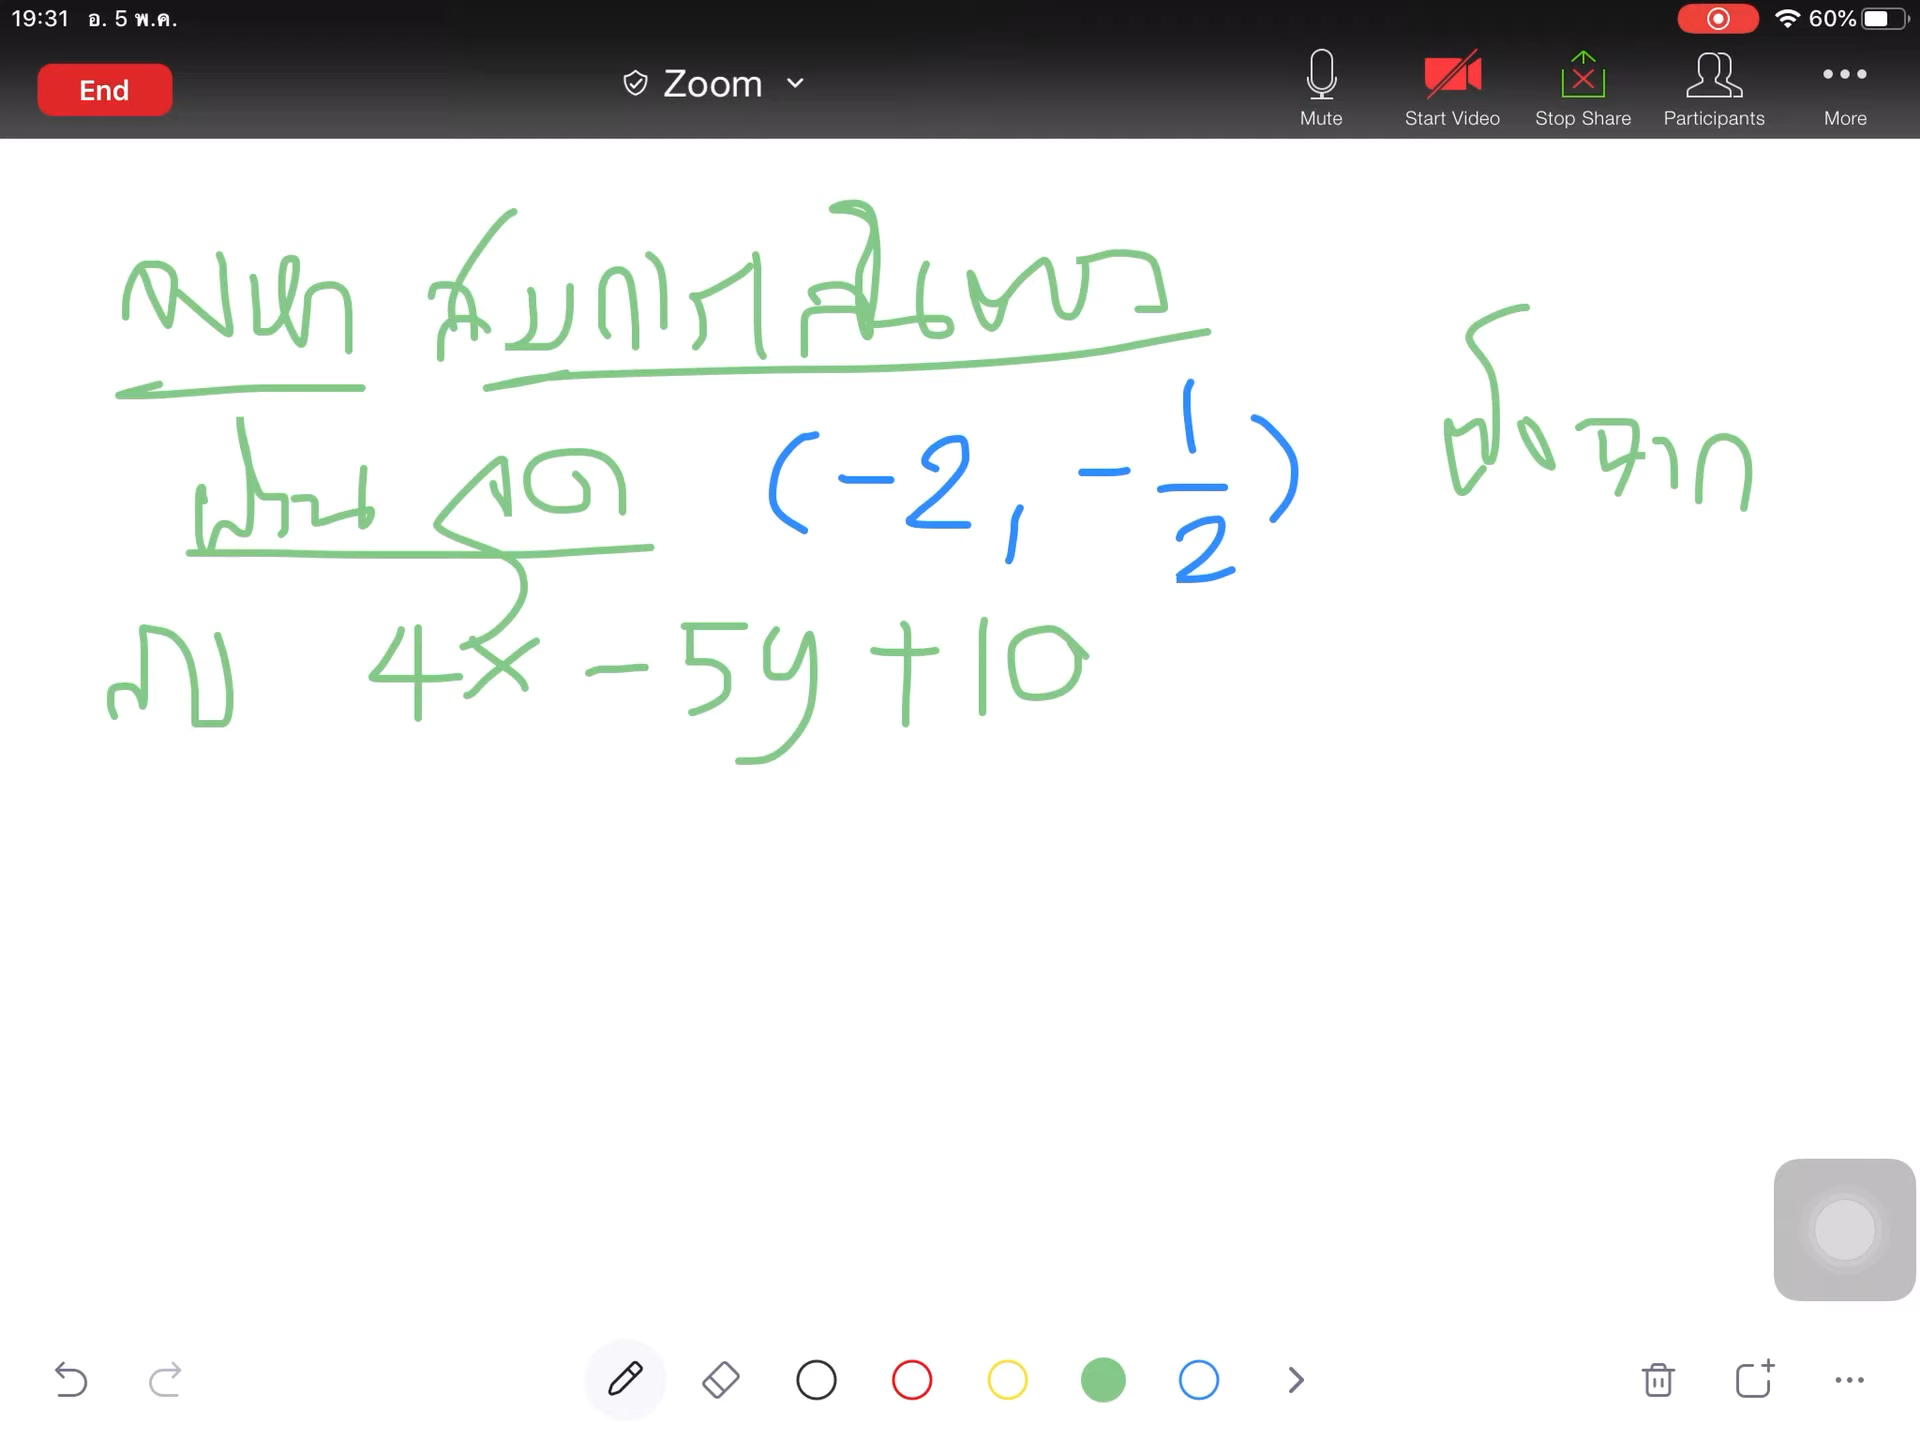 19:31 อ. 5 พ.ค. 60%
End Zoom Mute Start Video Stop Share Participants More
จงหา สมการเส้นตรง
ผ่านจุด (-2, -1/2) ตั้งฉาก
กับ 4x - 5y + 10